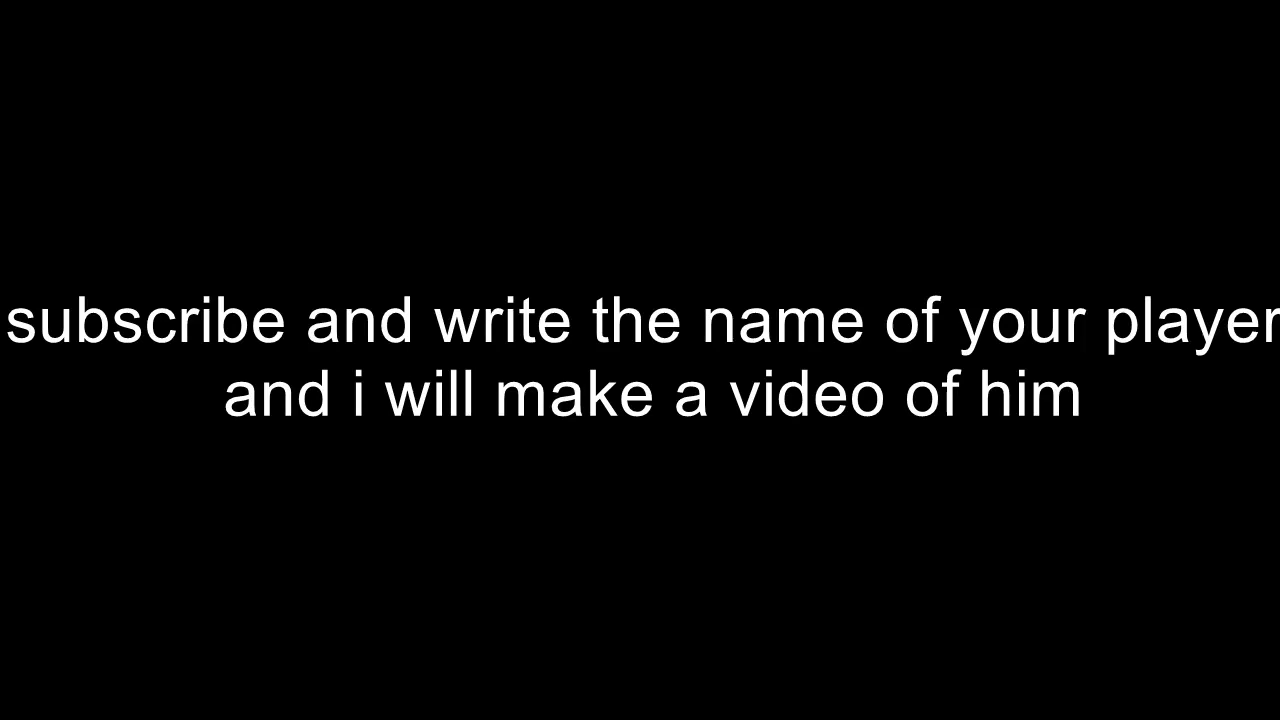 subscribe and write the name of your player
and i will make a video of him